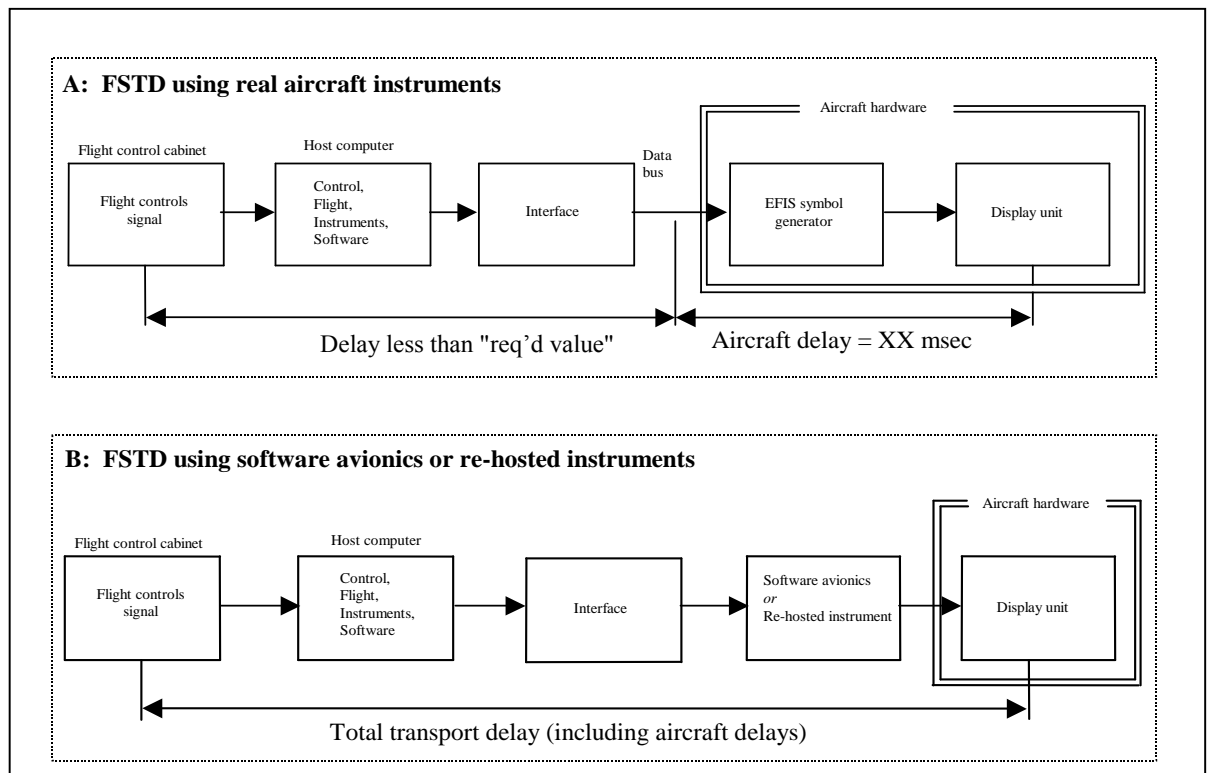 A: FSTD using real aircraft instruments
Aircraft hardware
Flight control cabinet
Host computer
Data
bus
Flight controls
signal
Control,
Flight,
Instruments,
Software
Interface
EFIS symbol
generator
Display unit
Delay less than "req’d value"
Aircraft delay = XX msec
B: FSTD using software avionics or re-hosted instruments
Aircraft hardware
Flight control cabinet
Host computer
Flight controls
signal
Control,
Flight,
Instruments,
Software
Interface
Software avionics
or
Re-hosted instrument
Display unit
Total transport delay (including aircraft delays)